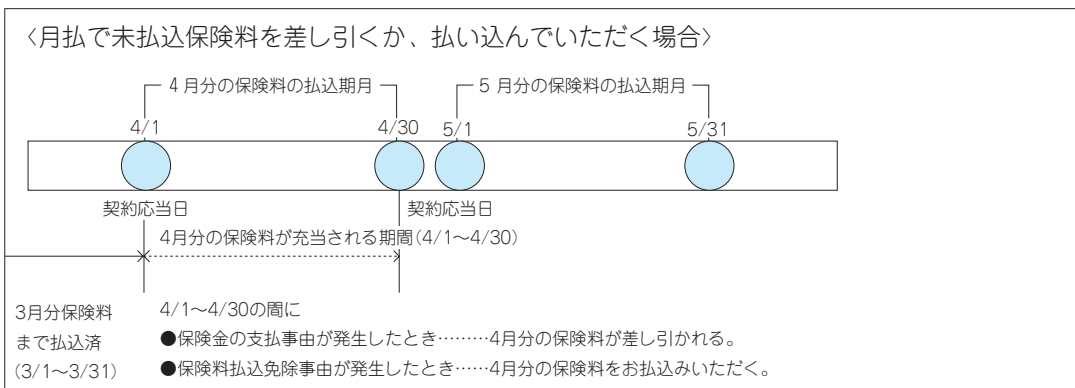 〈月払で未払込保険料を差し引くか、払い込んでいただく場合〉
4月分の保険料の払込期月
5月分の保険料の払込期月
4/1
4/30
5/1
5/31
契約応当日
契約応当日
4月分の保険料が充当される期間(4/1〜4/30)
3月分保険料
まで払込済
(3/1〜3/31)
4/1〜4/30の間に
●保険金の支払事由が発生したとき………4月分の保険料が差し引かれる。
●保険料払込免除事由が発生したとき……4月分の保険料をお払込みいただく。